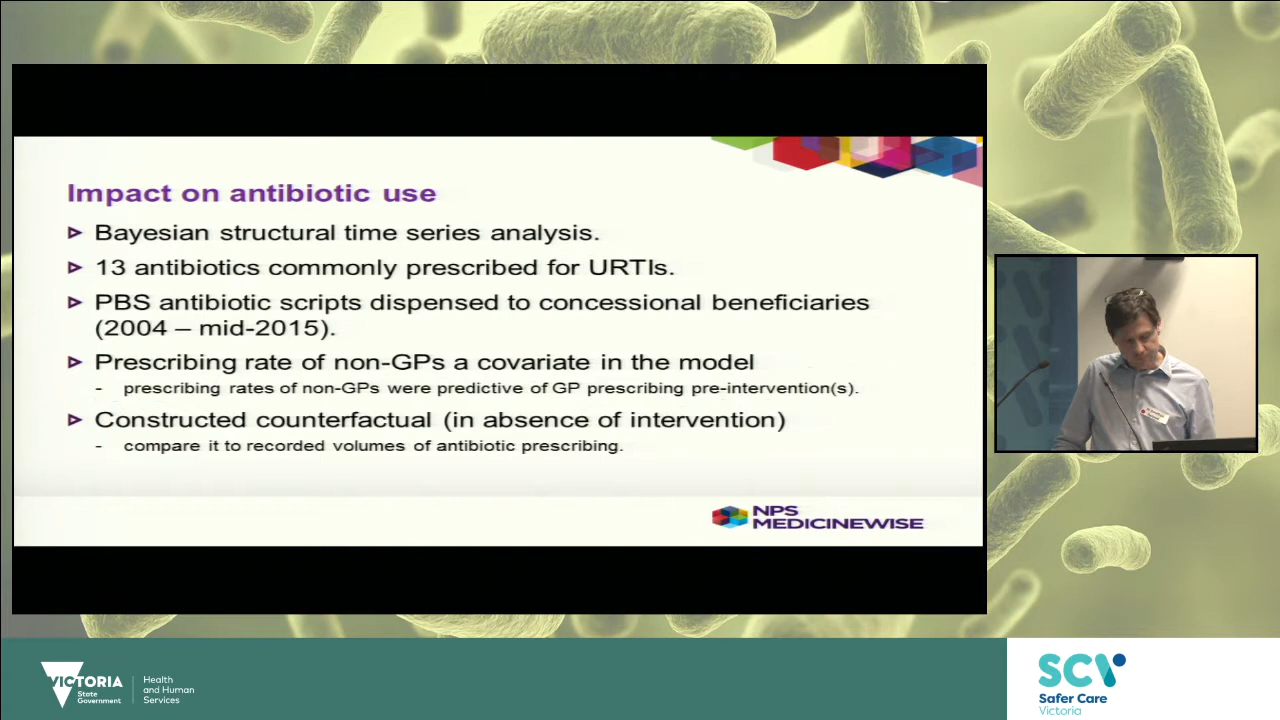 Impact on antibiotic use
Bayesian structural time series analysis.
13 antibiotics commonly prescribed for URTIs.
PBS antibiotic scripts dispensed to concessional beneficiaries
(2004 – mid-2015).
Prescribing rate of non-GPs a covariate in the model
- prescribing rates of non-GPs were predictive of GP prescribing pre-intervention(s).
Constructed counterfactual (in absence of intervention)
- compare it to recorded volumes of antibiotic prescribing.
NPS
MEDICINEWISE
VICTORIA
State
Government
Health
and Human
Services
SCV
Safer Care
Victoria